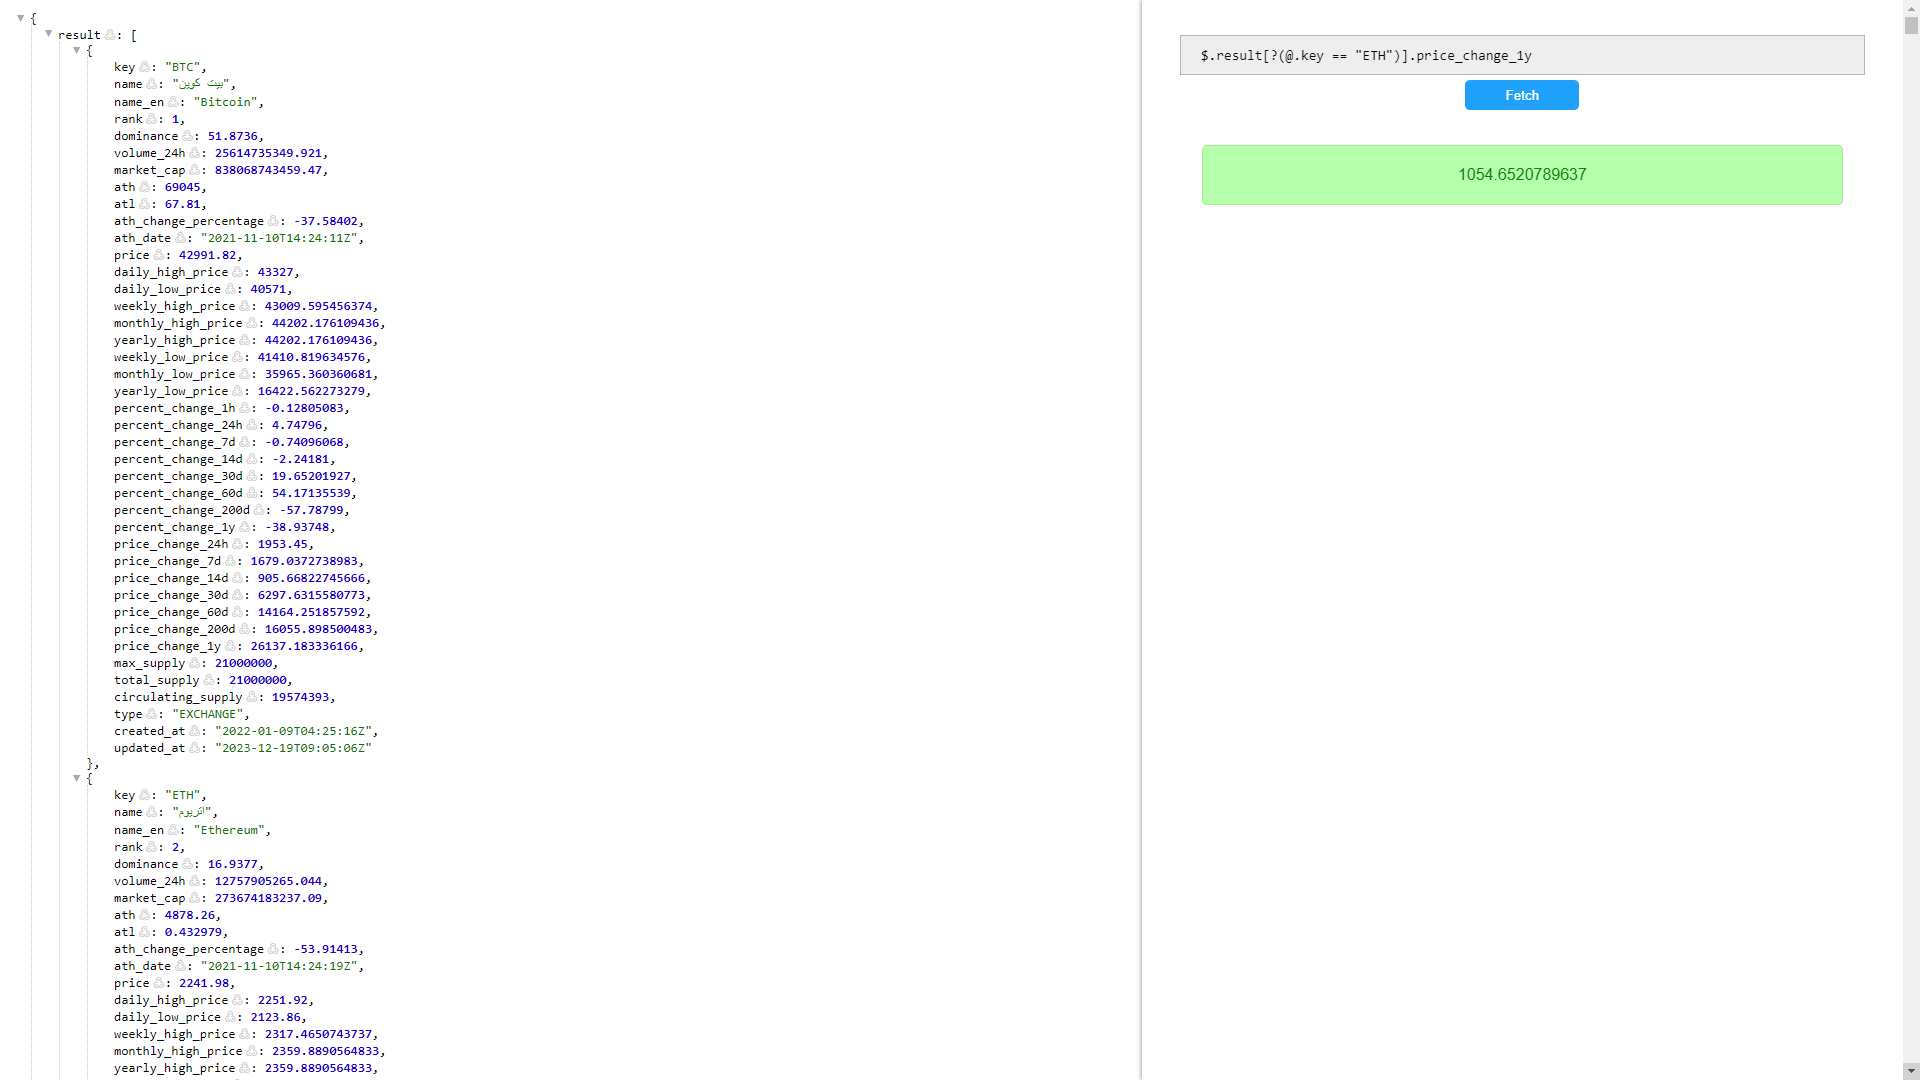 {
result : [
{
key : "BTC",
name : "بیت کوین",
name_en : "Bitcoin",
rank : 1,
dominance : 51.8736,
volume_24h : 25614735349.921,
market_cap : 838068743459.47,
ath : 69045,
atl : 67.81,
ath_change_percentage : -37.58402,
ath_date : "2021-11-10T14:24:11Z",
price : 42991.82,
daily_high_price : 43327,
daily_low_price : 40571,
weekly_high_price : 43009.595456374,
monthly_high_price : 44202.176109436,
yearly_high_price : 44202.176109436,
weekly_low_price : 41410.819634576,
monthly_low_price : 35965.360360681,
yearly_low_price : 16422.562273279,
percent_change_1h : -0.12805083,
percent_change_24h : 4.74796,
percent_change_7d : -0.74096068,
percent_change_14d : -2.24181,
percent_change_30d : 19.65201927,
percent_change_60d : 54.17135539,
percent_change_200d : -57.78799,
percent_change_1y : -38.93748,
price_change_24h : 1953.45,
price_change_7d : 1679.0372738983,
price_change_14d : 905.66822745666,
price_change_30d : 6297.6315580773,
price_change_60d : 14164.251857592,
price_change_200d : 16055.898500483,
price_change_1y : 26137.183336166,
max_supply : 21000000,
total_supply : 21000000,
circulating_supply : 19574393,
type : "EXCHANGE",
created_at : "2022-01-09T04:25:16Z",
updated_at : "2023-12-19T09:05:06Z"
},
{
key : "ETH",
name : "اتریوم",
name_en : "Ethereum",
rank : 2,
dominance : 16.9377,
volume_24h : 12757905265.044,
market_cap : 273674183237.09,
ath : 4878.26,
atl : 0.432979,
ath_change_percentage : -53.91413,
ath_date : "2021-11-10T14:24:19Z",
price : 2241.98,
daily_high_price : 2251.92,
daily_low_price : 2123.86,
weekly_high_price : 2317.4650743737,
monthly_high_price : 2359.8890564833,
yearly_high_price : 2359.8890564833,
$.result[?(@.key == "ETH")].price_change_1y
Fetch
1054.6520789637